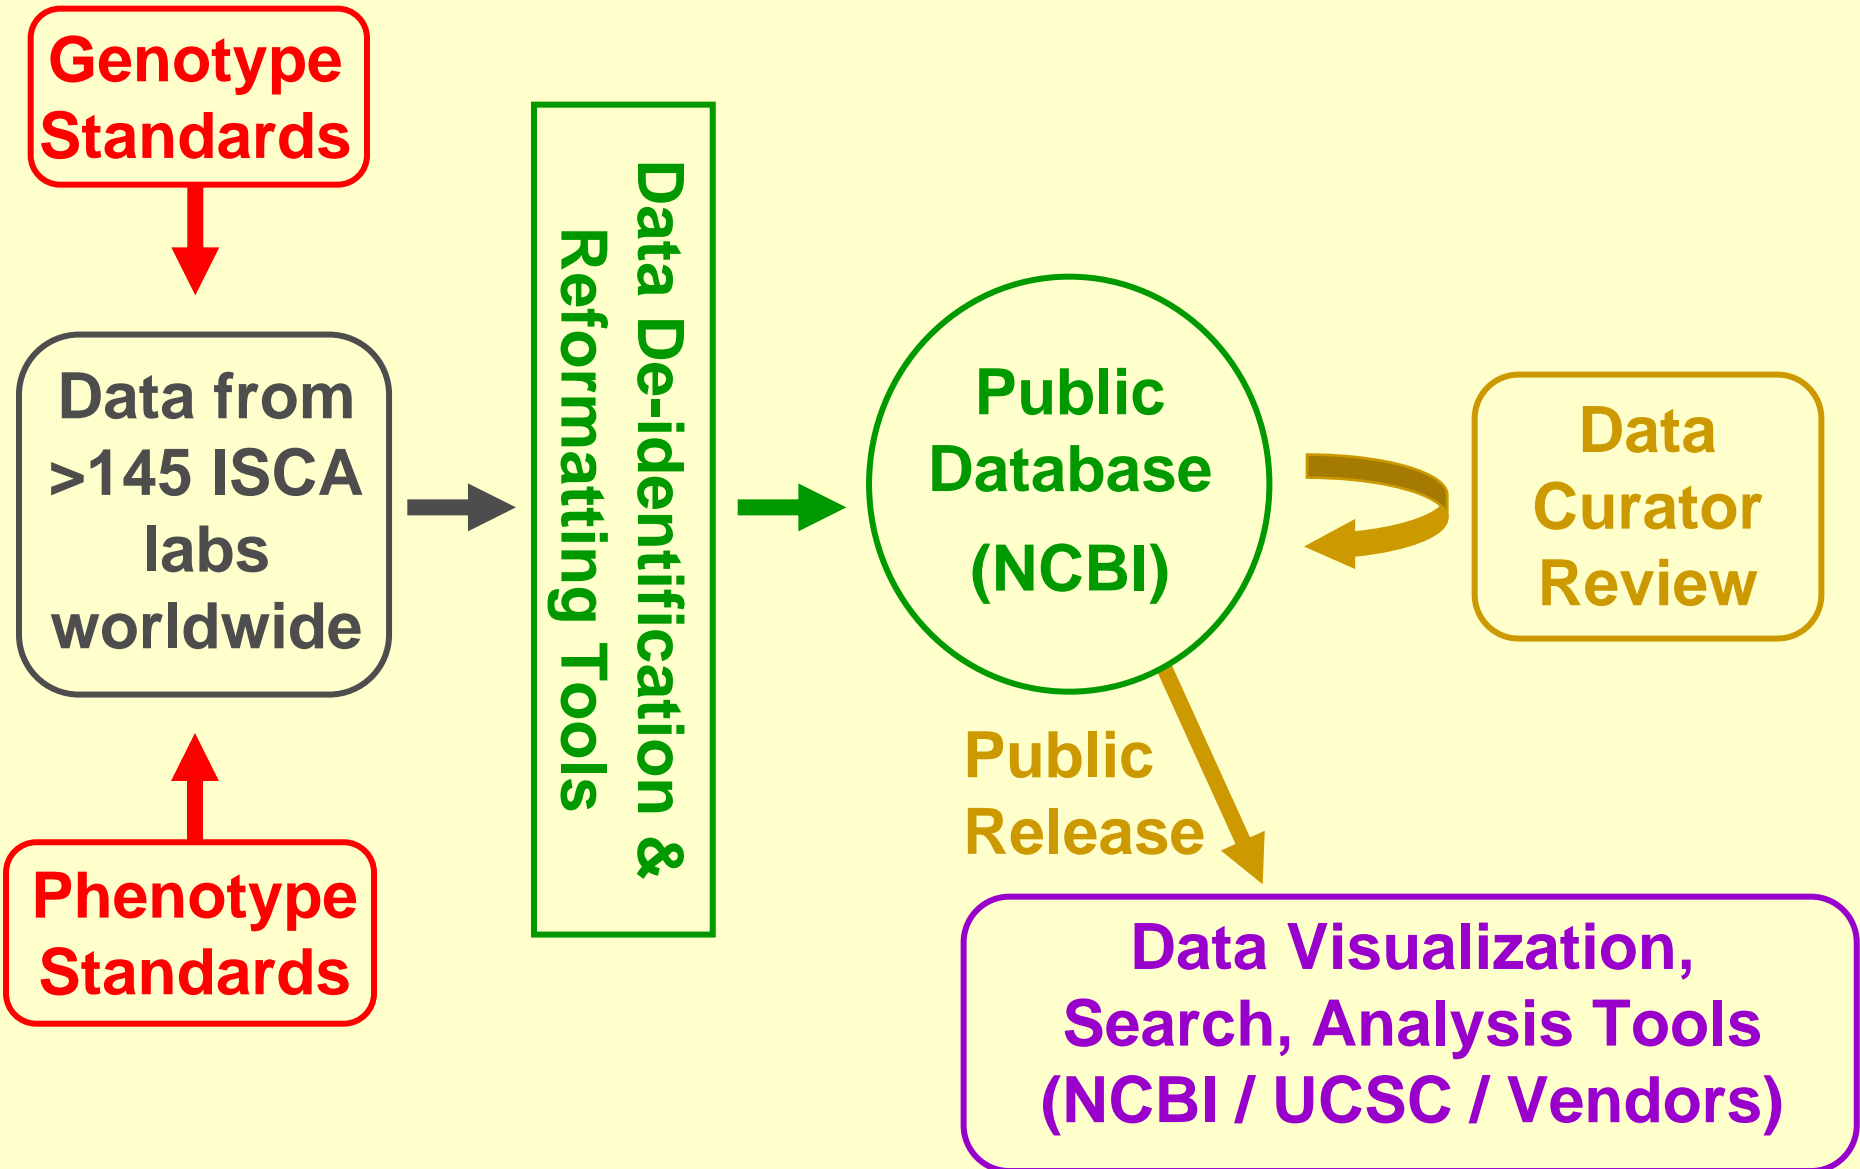 Genotype
Standards
Data from
>145 ISCA
labs
worldwide
Phenotype
Standards
Data De-identification &
Reformatting Tools
Public
Database
(NCBI)
Data
Curator
Review
Public
Release
Data Visualization,
Search, Analysis Tools
(NCBI / UCSC / Vendors)